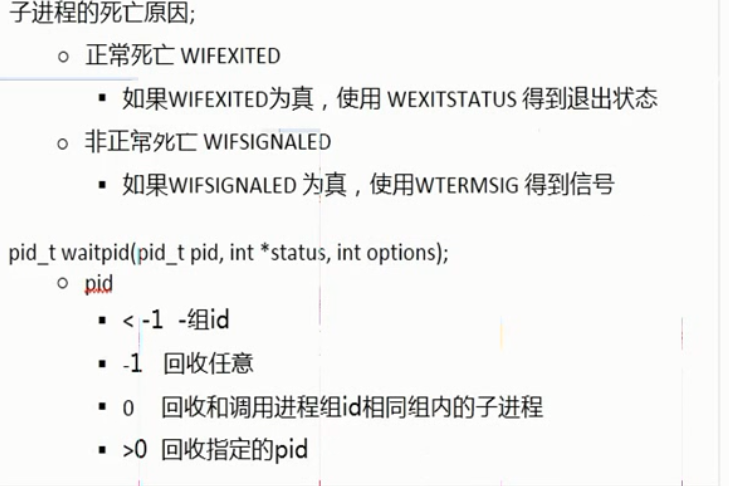 子进程的死亡原因;
○ 正常死亡 WIFEXITED
▪ 如果WIFEXITED为真，使用 WEXITSTATUS 得到退出状态
○ 非正常死亡 WIFSIGNALED
▪ 如果WIFSIGNALED 为真，使用WTERMSIG 得到信号
pid_t waitpid(pid_t pid, int *status, int options);
○ pid
▪ < -1 -组id
▪ -1 回收任意
▪ 0 回收和调用进程组id相同组内的子进程
▪ >0 回收指定的pid